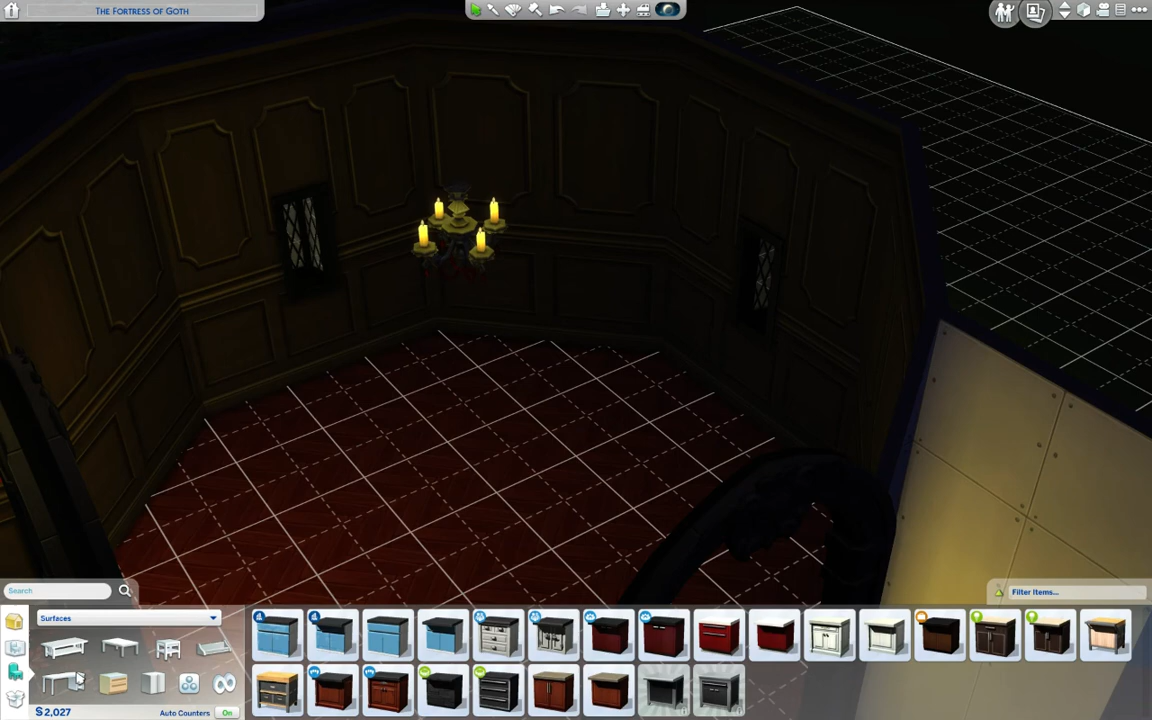 The Fortress of Goth
Search
Filter Items...
Surfaces
§2,027
Auto Counters
On